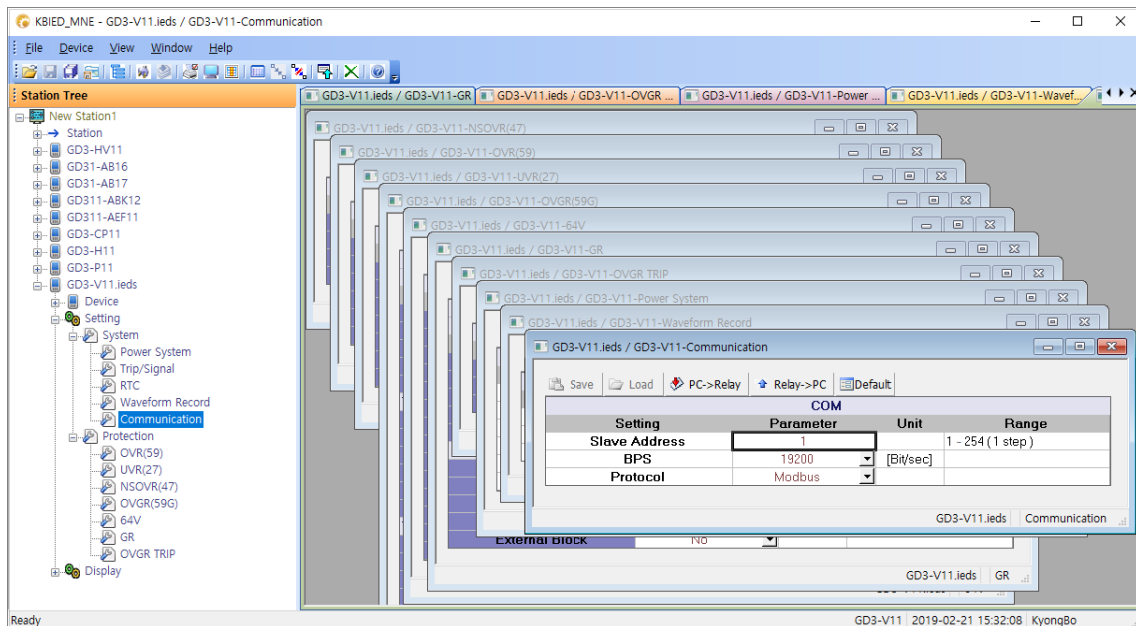 KBIED_MNE - GD3-V11.ieds / GD3-V11-Communication
File Device View Window Help
Station Tree
New Station1
Station
GD3-HV11
GD31-AB16
GD31-AB17
GD311-ABK12
GD311-AEF11
GD3-CP11
GD3-H11
GD3-P11
GD3-V11.ieds
Device
Setting
System
Power System
Trip/Signal
RTC
Waveform Record
Communication
Protection
OVR(59)
UVR(27)
NSOVR(47)
OVGR(59G)
64V
GR
OVGR TRIP
Display
GD3-V11.ieds / GD3-V11-GR GD3-V11.ieds / GD3-V11-OVGR ... GD3-V11.ieds / GD3-V11-Power ... GD3-V11.ieds / GD3-V11-Wavef...
GD3-V11.ieds / GD3-V11-NSOVR(47)
GD3-V11.ieds / GD3-V11-OVR(59)
GD3-V11.ieds / GD3-V11-UVR(27)
GD3-V11.ieds / GD3-V11-OVGR(59G)
GD3-V11.ieds / GD3-V11-64V
GD3-V11.ieds / GD3-V11-GR
GD3-V11.ieds / GD3-V11-OVGR TRIP
GD3-V11.ieds / GD3-V11-Power System
GD3-V11.ieds / GD3-V11-Waveform Record
GD3-V11.ieds / GD3-V11-Communication
Save Load PC->Relay Relay->PC Default
COM
Setting Parameter Unit Range
Slave Address 1 1 - 254 ( 1 step )
BPS 19200 [Bit/sec]
Protocol Modbus
GD3-V11.ieds Communication
External Block No
GD3-V11.ieds GR
Ready GD3-V11 2019-02-21 15:32:08 KyongBo